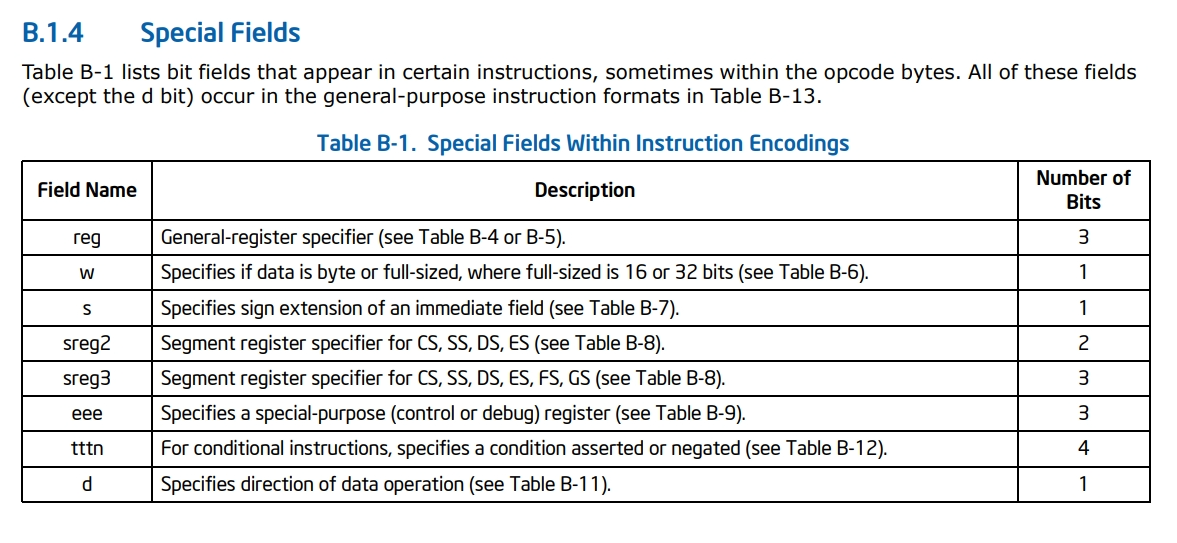 B.1.4 Special Fields
Table B-1 lists bit fields that appear in certain instructions, sometimes within the opcode bytes. All of these fields
(except the d bit) occur in the general-purpose instruction formats in Table B-13.
Table B-1. Special Fields Within Instruction Encodings
Field Name Description Number of
Bits
reg General-register specifier (see Table B-4 or B-5). 3
w Specifies if data is byte or full-sized, where full-sized is 16 or 32 bits (see Table B-6). 1
s Specifies sign extension of an immediate field (see Table B-7). 1
sreg2 Segment register specifier for CS, SS, DS, ES (see Table B-8). 2
sreg3 Segment register specifier for CS, SS, DS, ES, FS, GS (see Table B-8). 3
eee Specifies a special-purpose (control or debug) register (see Table B-9). 3
tttn For conditional instructions, specifies a condition asserted or negated (see Table B-12). 4
d Specifies direction of data operation (see Table B-11). 1